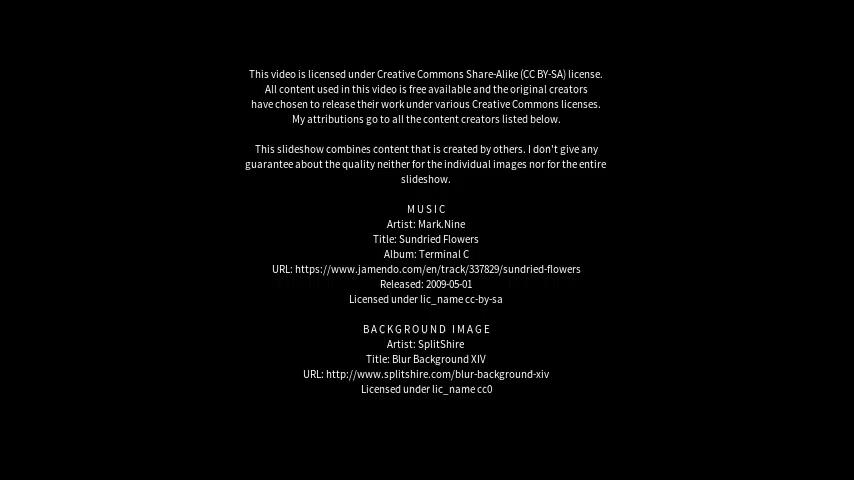 This video is licensed under Creative Commons Share-Alike (CC BY-SA) license.
All content used in this video is free available and the original creators
have chosen to release their work under various Creative Commons licenses.
My attributions go to all the content creators listed below.
This slideshow combines content that is created by others. I don't give any
guarantee about the quality neither for the individual images nor for the entire
slideshow.
MUSIC
Artist: Mark.Nine
Title: Sundried Flowers
Album: Terminal C
URL: https://www.jamendo.com/en/track/337829/sundried-flowers
Released: 2009-05-01
Licensed under lic_name cc-by-sa
BACKGROUND IMAGE
Artist: SplitShire
Title: Blur Background XIV
URL: http://www.splitshire.com/blur-background-xiv
Licensed under lic_name cc0